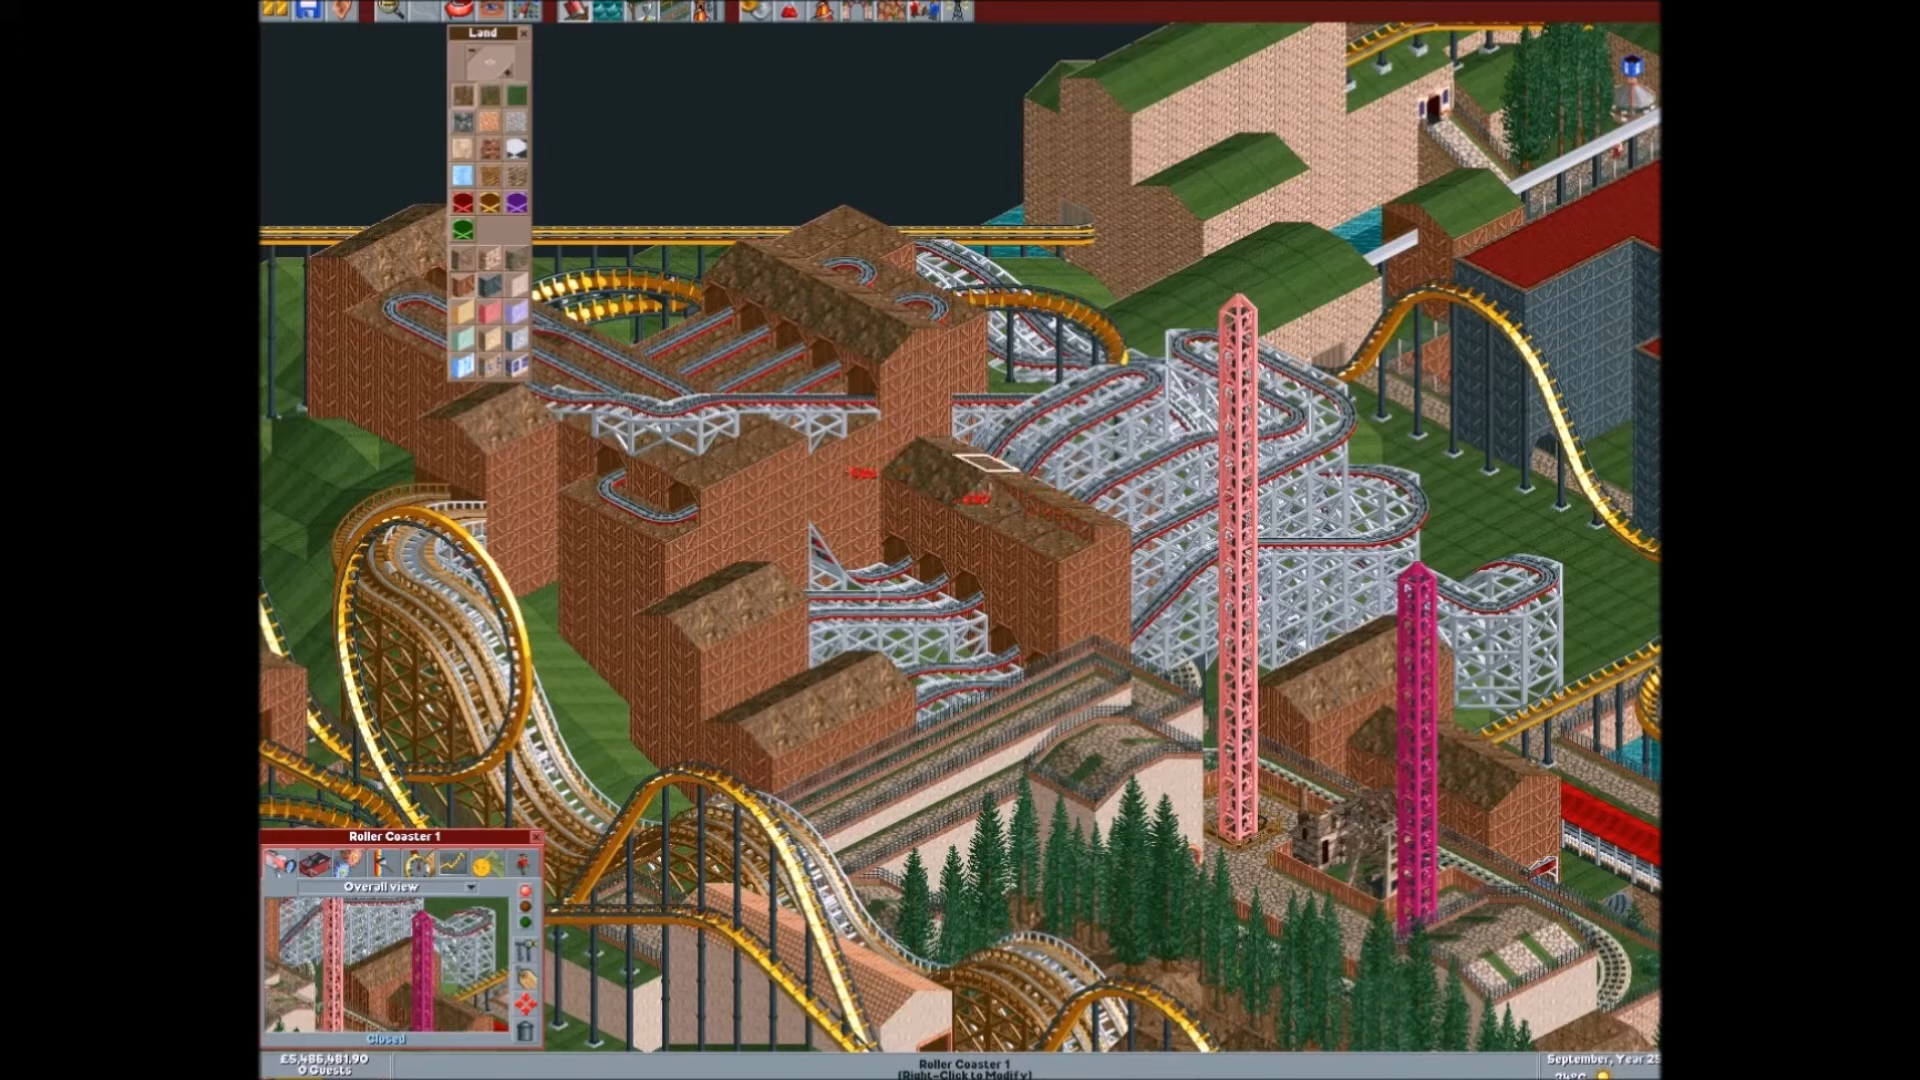 Land
Roller Coaster 1
Overall view
Closed
£5,486,481.90
0 Guests
Roller Coaster 1
(Right-Click to Modify)
September, Year 25